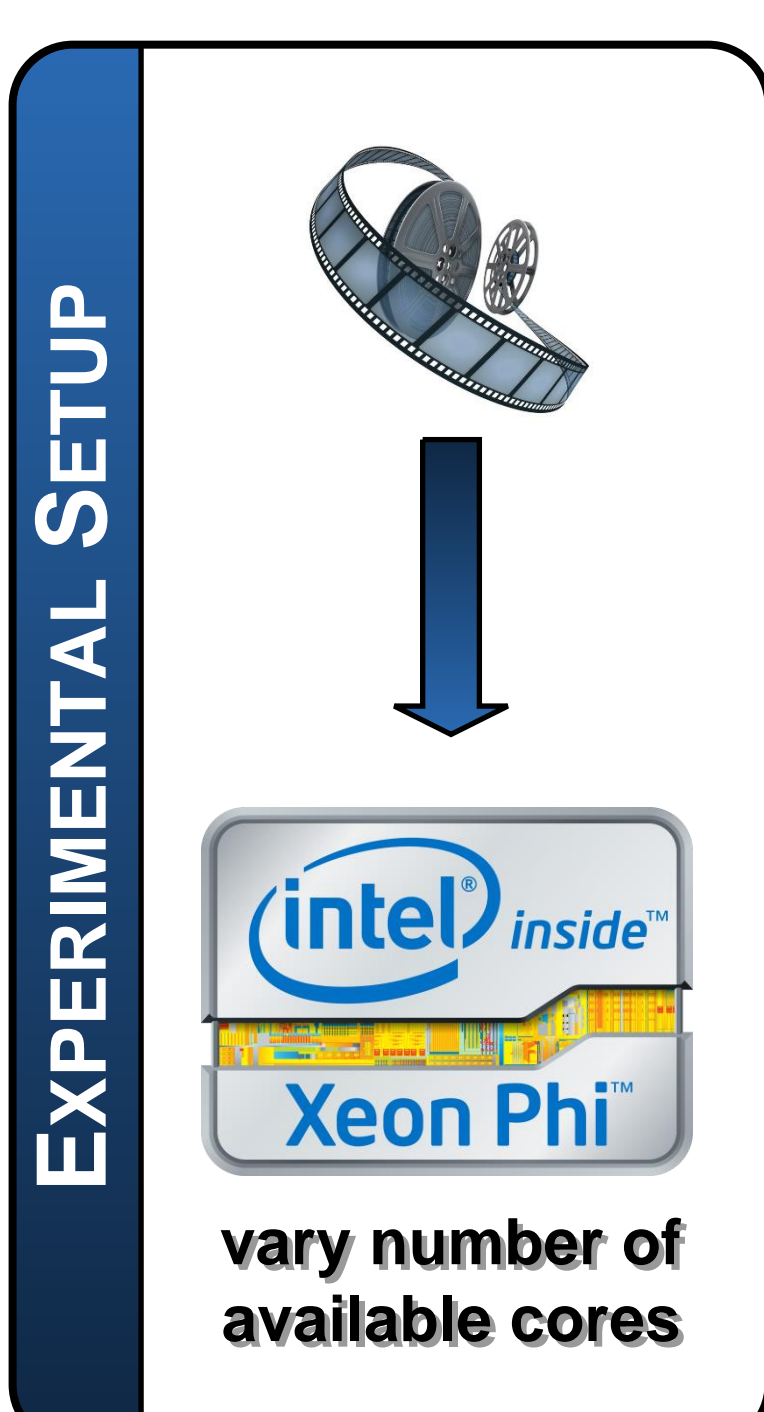 EXPERIMENTAL SETUP
intel® inside™
Xeon Phi™
vary number of
available cores